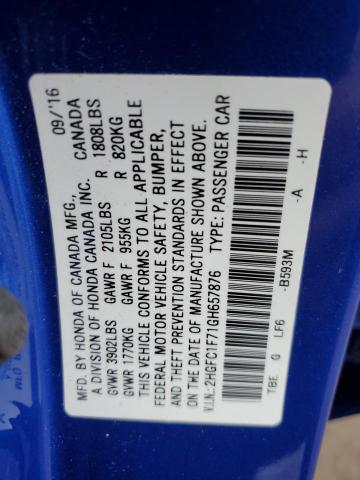 MFD. BY HONDA OF CANADA MFG., 09/'16
A DIVISION OF HONDA CANADA INC. CANADA
GVWR 3902LBS GAWR F 2105LBS R 1808LBS
GVWR 1770KG GAWR F 955KG R 820KG
THIS VEHICLE CONFORMS TO ALL APPLICABLE
FEDERAL MOTOR VEHICLE SAFETY, BUMPER,
AND THEFT PREVENTION STANDARDS IN EFFECT
ON THE DATE OF MANUFACTURE SHOWN ABOVE.
V.I.N.:2HGFC1F71GH657876 TYPE: PASSENGER CAR
-B593M -A -H
TBE G LF6